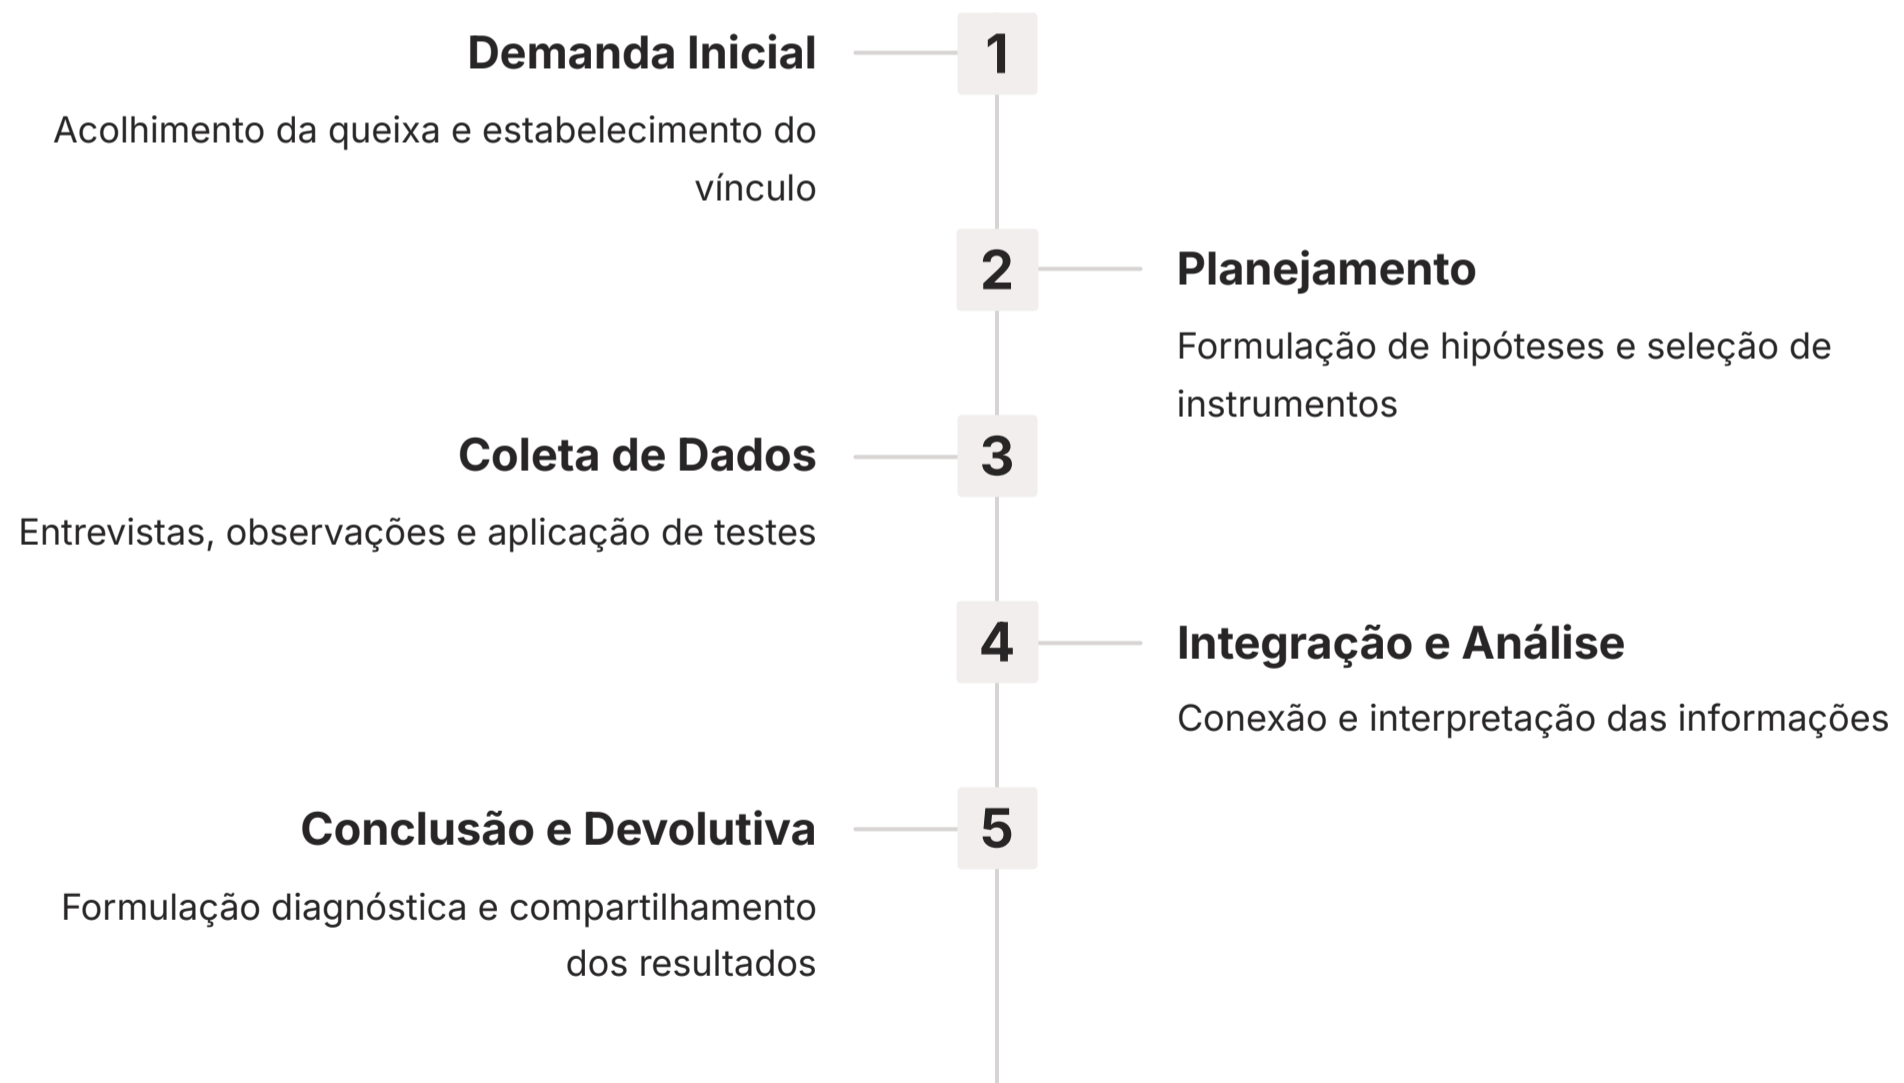 Demanda Inicial
1
Acolhimento da queixa e estabelecimento do
vínculo
2
Planejamento
Formulação de hipóteses e seleção de
instrumentos
Coleta de Dados
3
Entrevistas, observações e aplicação de testes
4
Integração e Análise
Conexão e interpretação das informações
Conclusão e Devolutiva
5
Formulação diagnóstica e compartilhamento
dos resultados